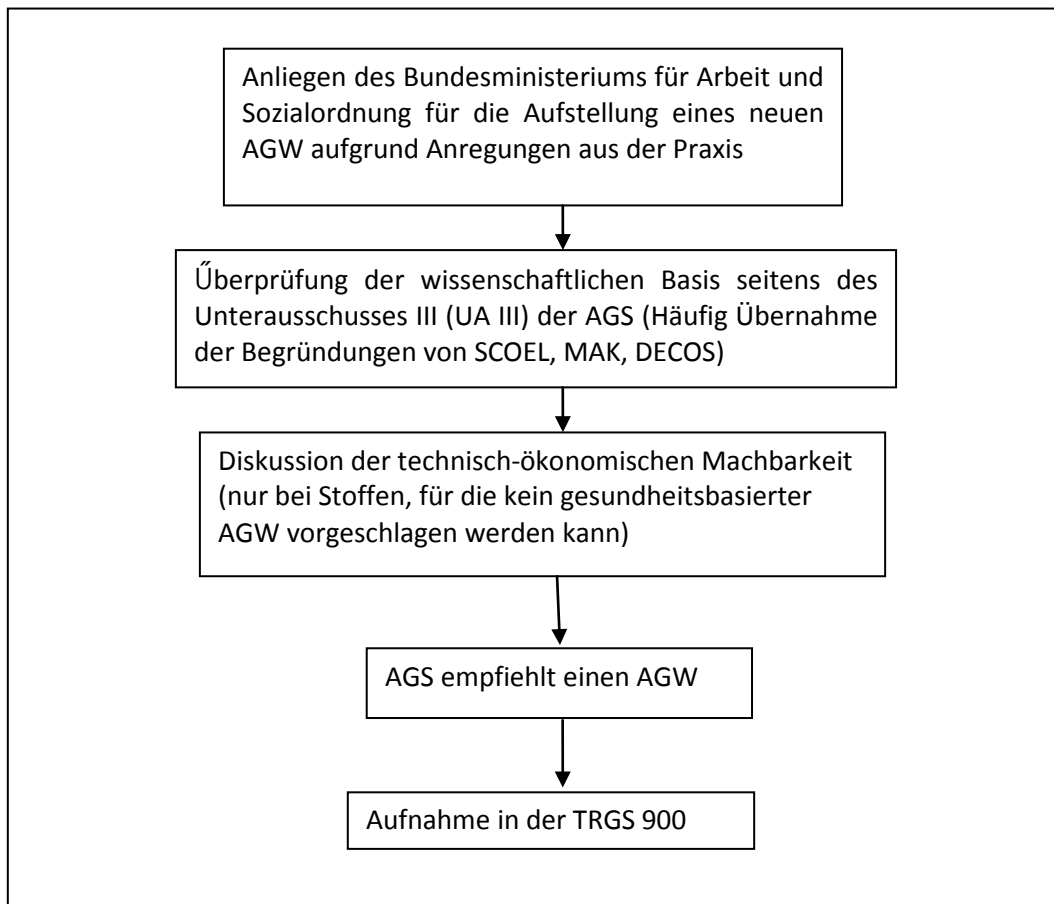 Anliegen des Bundesministeriums für Arbeit und
Sozialordnung für die Aufstellung eines neuen
AGW aufgrund Anregungen aus der Praxis
Űberprüfung der wissenschaftlichen Basis seitens des
Unterausschusses III (UA III) der AGS (Häufig Übernahme
der Begründungen von SCOEL, MAK, DECOS)
Diskussion der technisch-ökonomischen Machbarkeit
(nur bei Stoffen, für die kein gesundheitsbasierter
AGW vorgeschlagen werden kann)
AGS empfiehlt einen AGW
Aufnahme in der TRGS 900